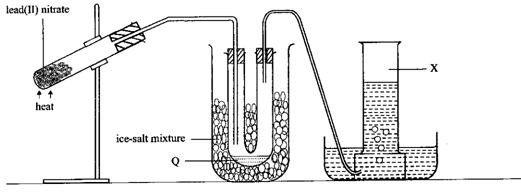 lead(II) nitrate
heat
ice-salt mixture
Q
X